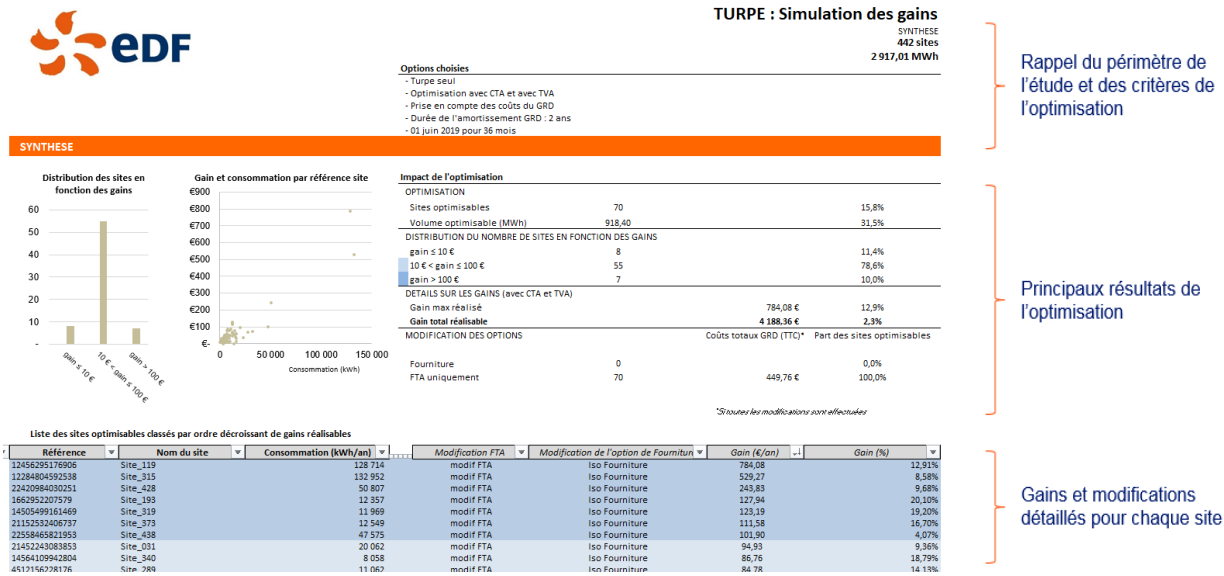 eDF
TURPE : Simulation des gains
SYNTHESE
442 sites
2 917,01 MWh
Options choisies
- Turpe seul
- Optimisation avec CTA et avec TVA
- Prise en compte des coûts du GRD
- Durée de l'amortissement GRD : 2 ans
- 01 juin 2019 pour 36 mois
Rappel du périmètre de
l'étude et des critères de
l'optimisation
SYNTHESE
Distribution des sites en
fonction des gains
60
50
40
30
20
10
-
gain ≤ 10 €
10 € < gain ≤ 100 €
gain > 100 €
Gain et consommation par référence site
€900
€800
€700
€600
€500
€400
€300
€200
€100
€-
0 50 000 100 000 150 000
Consommation (kWh)
Impact de l'optimisation
OPTIMISATION
Sites optimisables 70 15,8%
Volume optimisable (MWh) 918,40 31,5%
DISTRIBUTION DU NOMBRE DE SITES EN FONCTION DES GAINS
gain ≤ 10 € 8 11,4%
10 € < gain ≤ 100 € 55 78,6%
gain > 100 € 7 10,0%
DETAILS SUR LES GAINS (avec CTA et TVA)
Gain max réalisé 784,08 € 12,9%
Gain total réalisable 4 188,36 € 2,3%
MODIFICATION DES OPTIONS Coûts totaux GRD (TTC)* Part des sites optimisables
Fourniture 0 0,0%
FTA uniquement 70 449,76 € 100,0%
*Si toutes les modifications sont effectuées
Principaux résultats de
l'optimisation
Liste des sites optimisables classés par ordre décroissant de gains réalisables
Référence Nom du site Consommation (kWh/an) Modification FTA Modification de l'option de Fournitur Gain (€/an) Gain (%)
12456295176906 Site_119 128 714 modif FTA Iso Fourniture 784,08 12,91%
12284804592538 Site_315 132 952 modif FTA Iso Fourniture 529,27 8,58%
22420984030251 Site_428 50 807 modif FTA Iso Fourniture 243,83 9,68%
1662952207579 Site_193 12 357 modif FTA Iso Fourniture 127,94 20,10%
14505499161469 Site_319 11 969 modif FTA Iso Fourniture 123,19 19,20%
21152532406737 Site_373 12 549 modif FTA Iso Fourniture 111,58 16,70%
22558465821953 Site_438 47 575 modif FTA Iso Fourniture 101,90 4,07%
21452243083853 Site_031 20 062 modif FTA Iso Fourniture 94,93 9,36%
14564109942804 Site_340 8 058 modif FTA Iso Fourniture 86,76 18,79%
4512156228176 Site_289 11 062 modif FTA Iso Fourniture 84,78 14,13%
Gains et modifications
détaillés pour chaque site